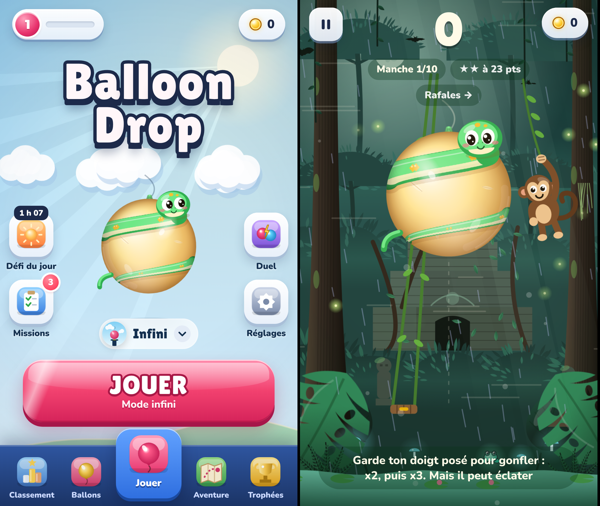 1
0
Balloon
Drop
1 h 07
Défi du jour
Duel
3
Missions
Réglages
Infini
JOUER
Mode infini
Classement
Ballons
Jouer
Aventure
Trophées
0
0
Manche 1/10
★★ à 23 pts
Rafales →
Garde ton doigt posé pour gonfler :
x2, puis x3. Mais il peut éclater